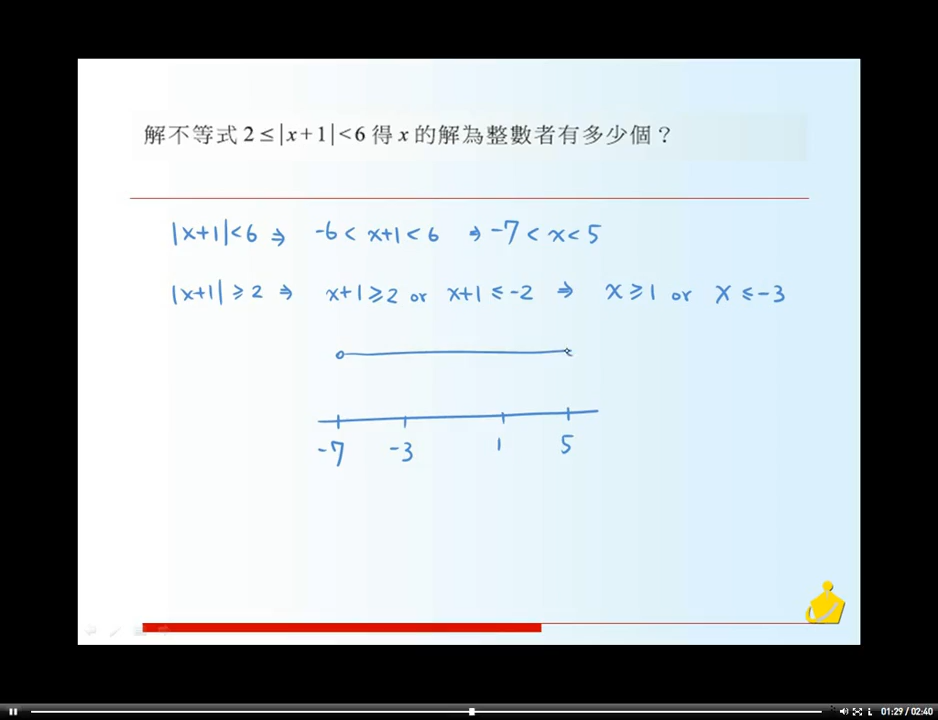 解不等式 2 ≤ |x + 1| < 6 得 x 的解為整數者有多少個？
|x+1| < 6 ⇒ -6 < x+1 < 6 ⇒ -7 < x < 5
|x+1| ≥ 2 ⇒ x+1 ≥ 2 or x+1 ≤ -2 ⇒ x ≥ 1 or x ≤ -3
-7 -3 1 5
01:29 / 02:40